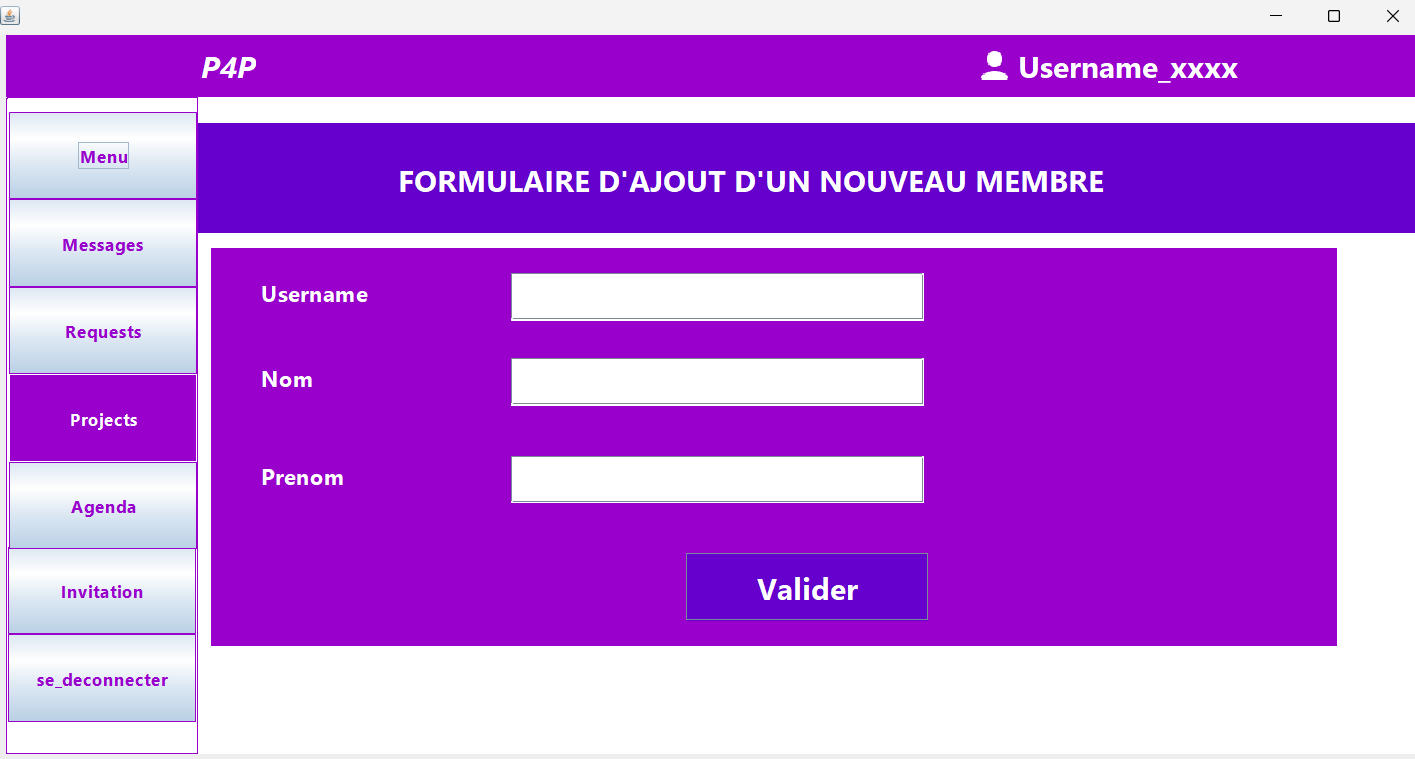 P4P
Username_xxxx
Menu
Messages
Requests
Projects
Agenda
Invitation
se_deconnecter
FORMULAIRE D'AJOUT D'UN NOUVEAU MEMBRE
Username
Nom
Prenom
Valider